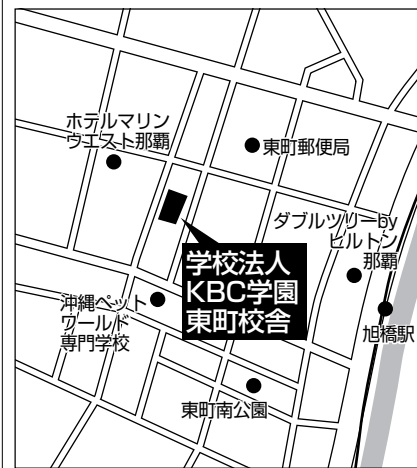 ホテルマリン
ウエスト那覇
東町郵便局
ダブルツリーby
ヒルトン
那覇
学校法人
KBC学園
東町校舎
沖縄ペット
ワールド
専門学校
旭橋駅
東町南公園